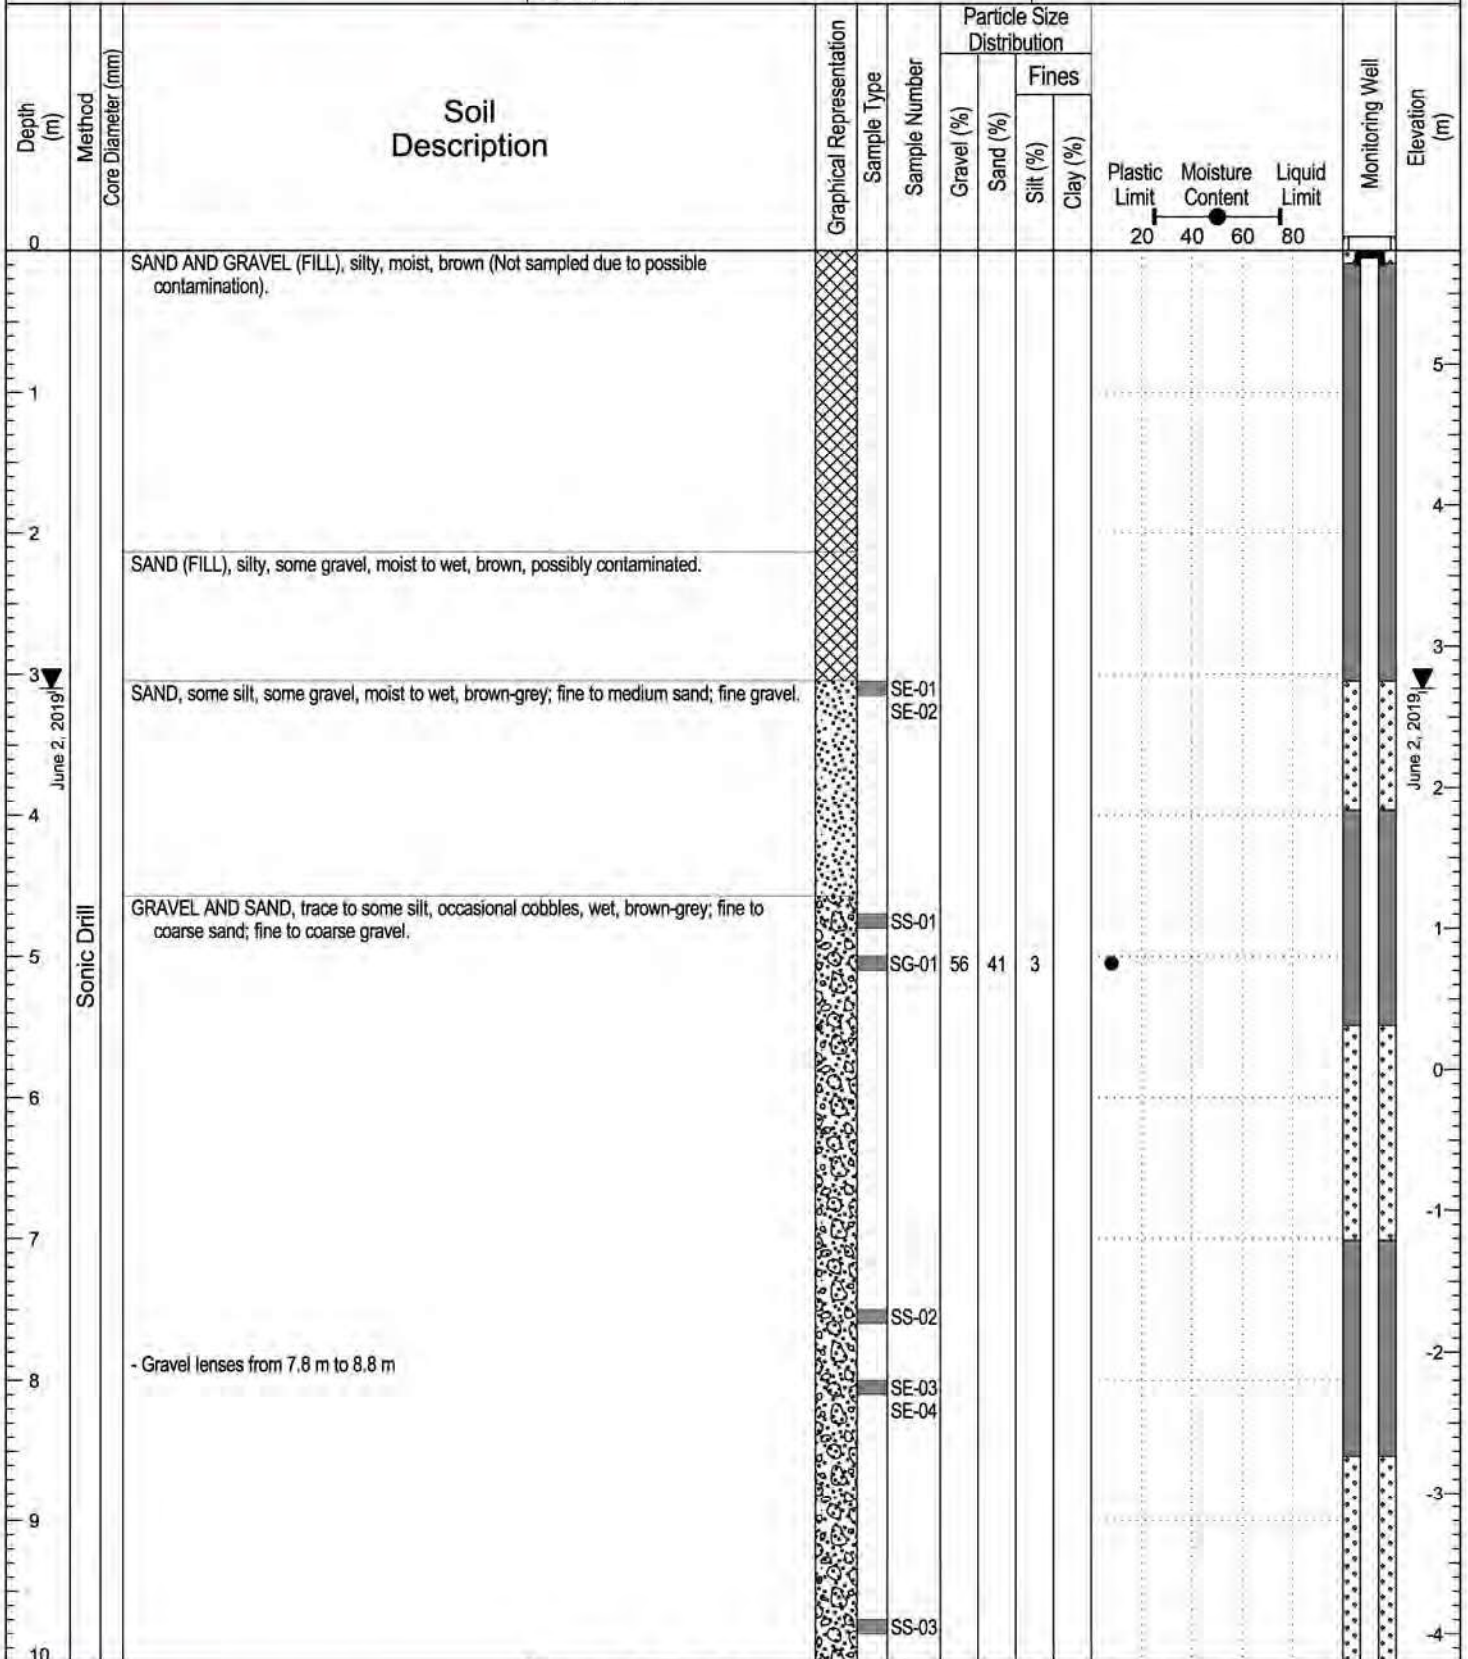 Depth
(m)
Method
Core Diameter (mm)
Soil
Description
Graphical Representation
Sample Type
Sample Number
Particle Size
Distribution
Gravel (%)
Sand (%)
Fines
Silt (%)
Clay (%)
Plastic Moisture Liquid
Limit Content Limit
20 40 60 80
Monitoring Well
Elevation
(m)
0
SAND AND GRAVEL (FILL), silty, moist, brown (Not sampled due to possible
contamination).
5
1
4
2
SAND (FILL), silty, some gravel, moist to wet, brown, possibly contaminated.
3
3
SAND, some silt, some gravel, moist to wet, brown-grey; fine to medium sand; fine gravel.
SE-01
SE-02
June 2, 2019
June 2, 2019
2
4
GRAVEL AND SAND, trace to some silt, occasional cobbles, wet, brown-grey; fine to
coarse sand; fine to coarse gravel.
SS-01
1
Sonic Drill
5
SG-01 56 41 3
0
6
-1
7
SS-02
-2
- Gravel lenses from 7.8 m to 8.8 m
8
SE-03
SE-04
-3
9
SS-03
-4
10